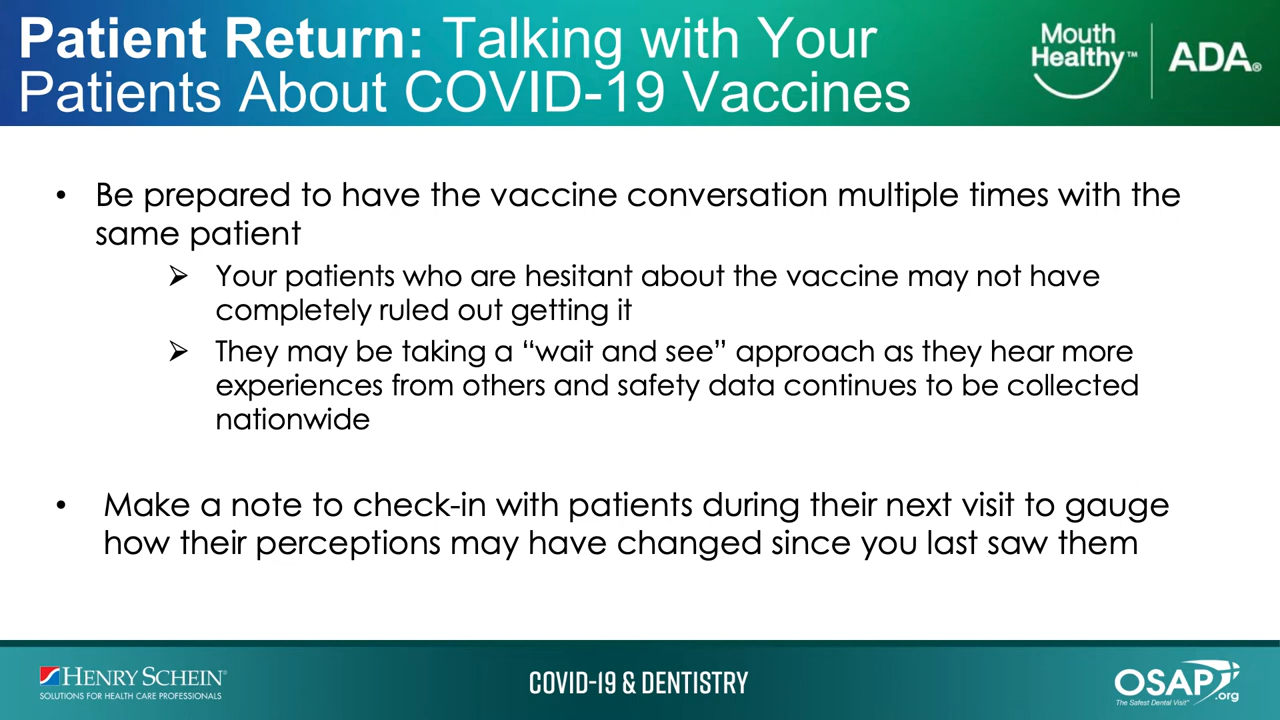 Patient Return: Talking with Your
Patients About COVID-19 Vaccines
Mouth
Healthy™
ADA®
• Be prepared to have the vaccine conversation multiple times with the
same patient
➢ Your patients who are hesitant about the vaccine may not have
completely ruled out getting it
➢ They may be taking a “wait and see” approach as they hear more
experiences from others and safety data continues to be collected
nationwide
• Make a note to check-in with patients during their next visit to gauge
how their perceptions may have changed since you last saw them
HENRY SCHEIN®
SOLUTIONS FOR HEALTH CARE PROFESSIONALS
COVID-19 & DENTISTRY
OSAP.org
The Safest Dental Visit™